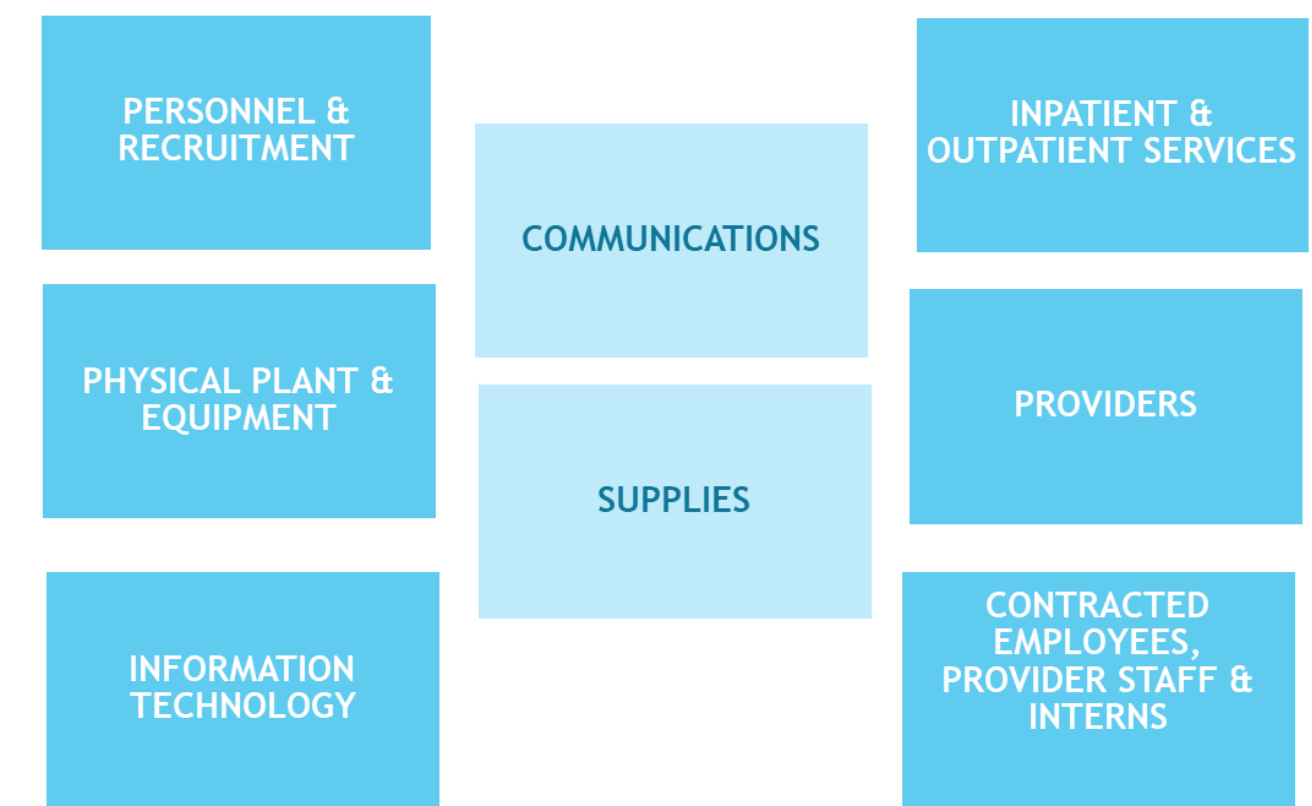 PERSONNEL &
RECRUITMENT
PHYSICAL PLANT &
EQUIPMENT
INFORMATION
TECHNOLOGY
COMMUNICATIONS
SUPPLIES
INPATIENT &
OUTPATIENT SERVICES
PROVIDERS
CONTRACTED
EMPLOYEES,
PROVIDER STAFF &
INTERNS